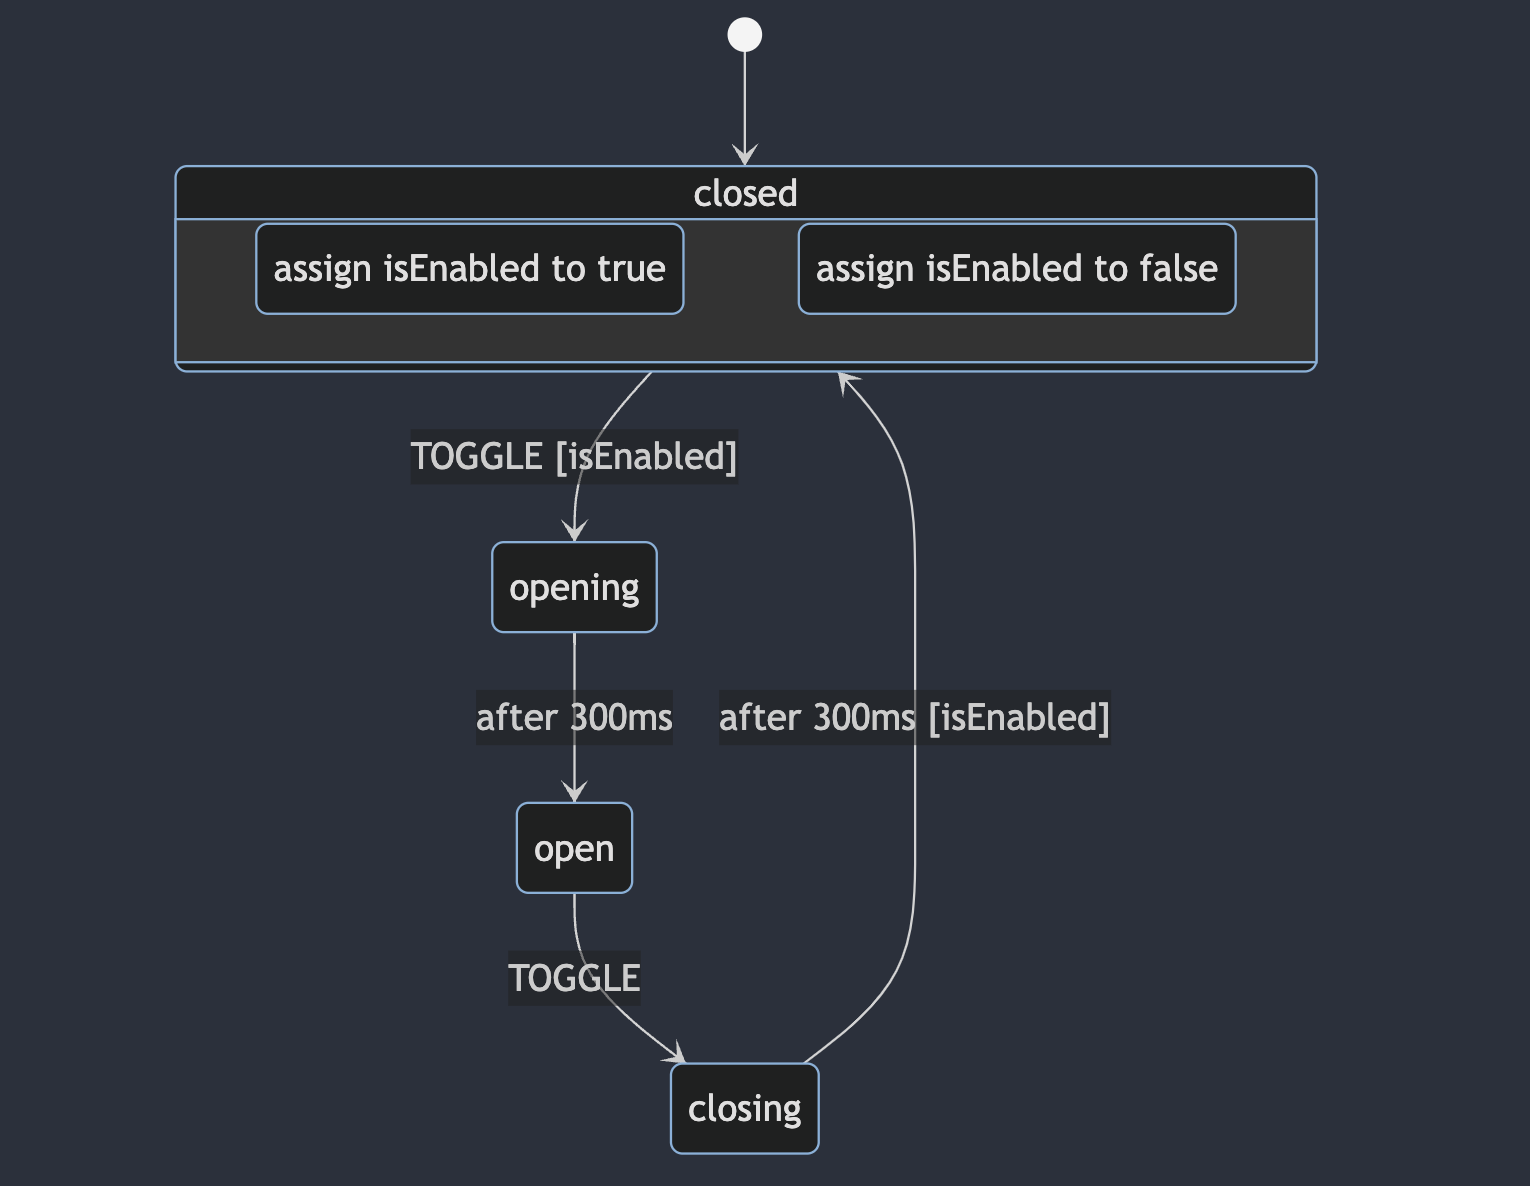 closed
assign isEnabled to true
assign isEnabled to false
TOGGLE [isEnabled]
opening
after 300ms
after 300ms [isEnabled]
open
TOGGLE
closing